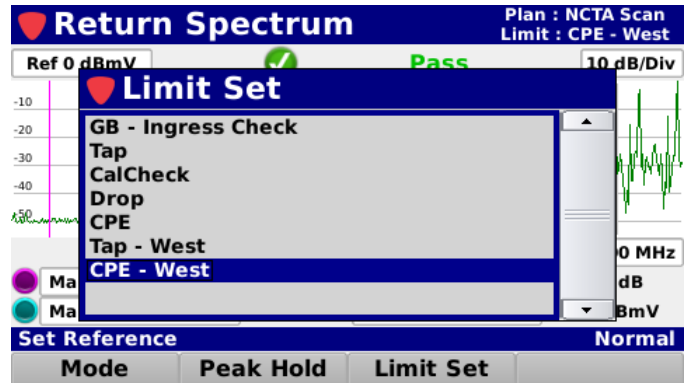 Return Spectrum
Plan : NCTA Scan
Limit : CPE - West
Ref 0 dBmV
Pass
10 dB/Div
Limit Set
-10
-20
-30
-40
-50
GB - Ingress Check
Tap
CalCheck
Drop
CPE
Tap - West
CPE - West
0 MHz
Ma
dB
Ma
BmV
Set Reference
Normal
Mode
Peak Hold
Limit Set